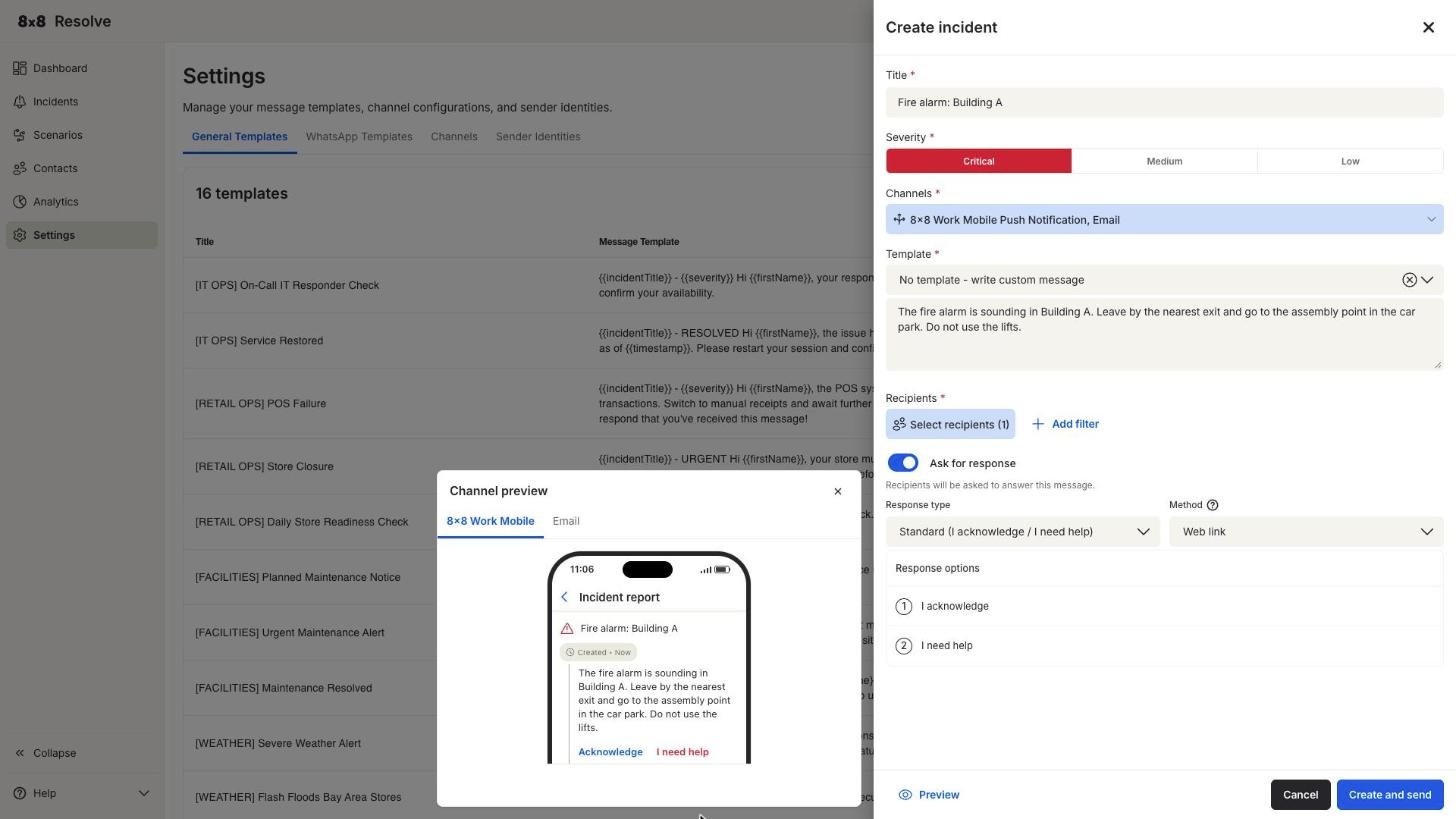 8x8 Resolve
Dashboard
Incidents
Scenarios
Contacts
Analytics
Settings
Collapse
Help
Settings
Manage your message templates, channel configurations, and sender identities.
General Templates WhatsApp Templates Channels Sender Identities
16 templates
Title Message Template
[IT OPS] On-Call IT Responder Check
{{incidentTitle}} - {{severity}} Hi {{firstName}}, your respon
confirm your availability.
[IT OPS] Service Restored
{{incidentTitle}} - RESOLVED Hi {{firstName}}, the issue h
as of {{timestamp}}. Please restart your session and confi
[RETAIL OPS] POS Failure
{{incidentTitle}} - {{severity}} Hi {{firstName}}, the POS sy
transactions. Switch to manual receipts and await further
respond that you've received this message!
[RETAIL OPS] Store Closure
{{incidentTitle}} - URGENT Hi {{firstName}}, your store mu
[RETAIL OPS] Daily Store Readiness Check
[FACILITIES] Planned Maintenance Notice
[FACILITIES] Urgent Maintenance Alert
[FACILITIES] Maintenance Resolved
[WEATHER] Severe Weather Alert
[WEATHER] Flash Floods Bay Area Stores
Channel preview
8x8 Work Mobile Email
11:06
Incident report
Fire alarm: Building A
Created • Now
The fire alarm is sounding in
Building A. Leave by the nearest
exit and go to the assembly point
in the car park. Do not use the
lifts.
Acknowledge I need help
Create incident
Title *
Fire alarm: Building A
Severity *
Critical Medium Low
Channels *
8x8 Work Mobile Push Notification, Email
Template *
No template - write custom message
The fire alarm is sounding in Building A. Leave by the nearest exit and go to the assembly point in the car
park. Do not use the lifts.
Recipients *
Select recipients (1) Add filter
Ask for response
Recipients will be asked to answer this message.
Response type Method
Standard (I acknowledge / I need help) Web link
Response options
1 I acknowledge
2 I need help
Preview Cancel Create and send